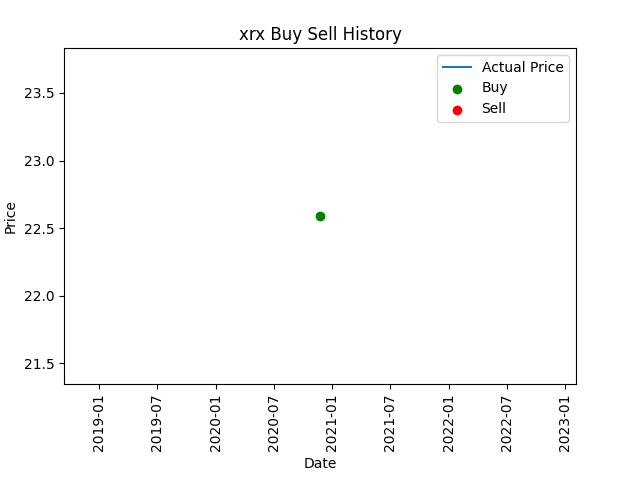 xrx Buy Sell History
Actual Price
Buy
Sell
23.5
23.0
22.5
22.0
21.5
Price
2019-01
2019-07
2020-01
2020-07
2021-01
2021-07
2022-01
2022-07
2023-01
Date